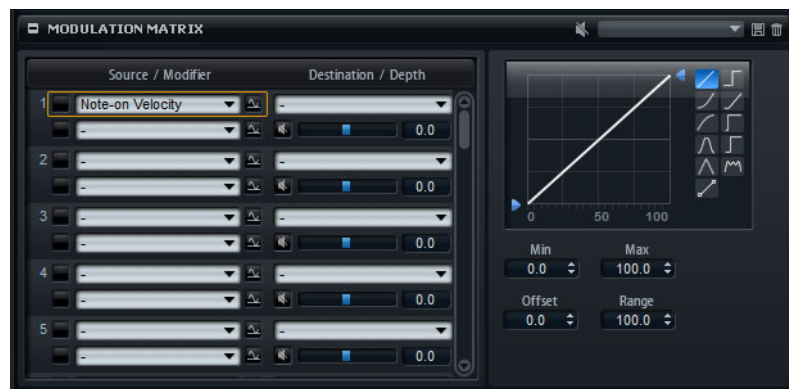 MODULATION MATRIX
Source / Modifier Destination / Depth
1 Note-on Velocity - 
- 0.0
2 - -
- 0.0
3 - -
- 0.0
4 - -
- 0.0
5 - -
- 0.0
0 50 100
Min Max
0.0 100.0
Offset Range
0.0 100.0